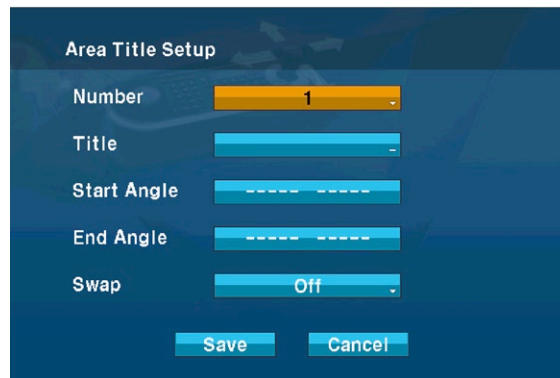 Area Title Setup
Number 1
Title
Start Angle ----- -----
End Angle ----- -----
Swap Off
Save Cancel